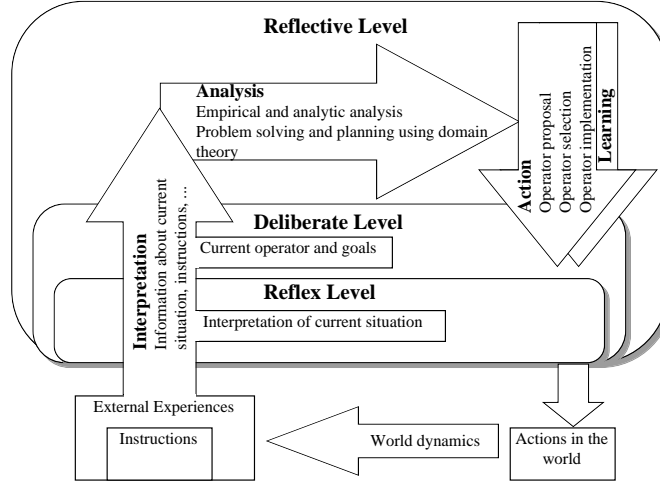 Reflective Level
Analysis
Empirical and analytic analysis
Problem solving and planning using domain
theory
Action
Operator proposal
Operator selection
Operator implementation
Learning
Interpretation
Information about current
situation, instructions, ...
Deliberate Level
Current operator and goals
Reflex Level
Interpretation of current situation
External Experiences
Instructions
World dynamics
Actions in the
world